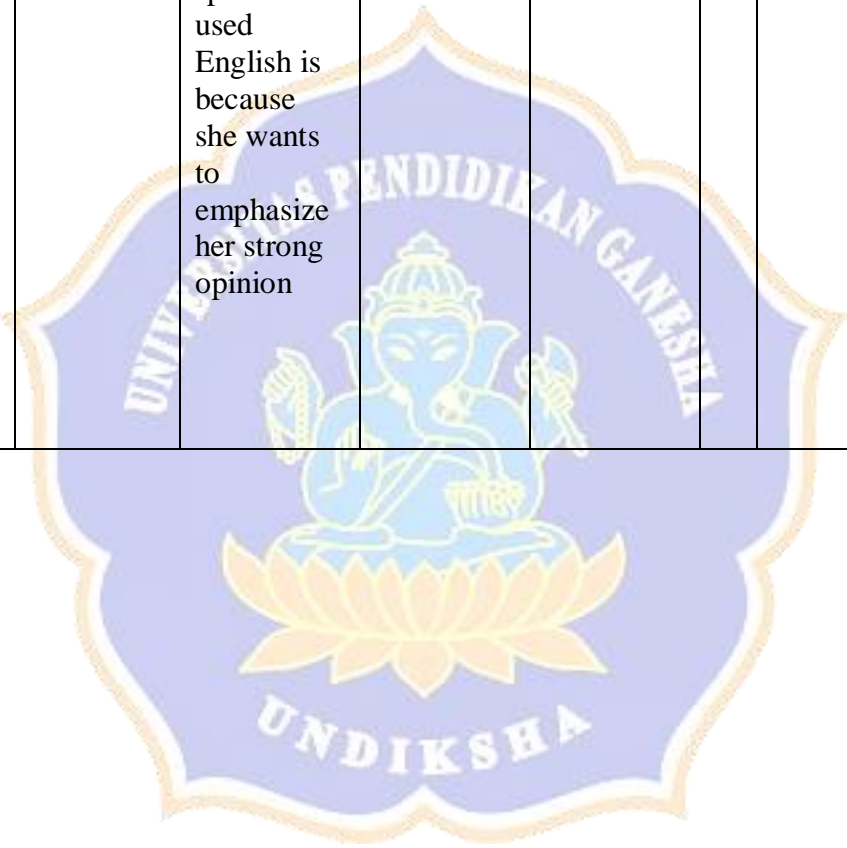 used
English is
because
she wants
to
emphasize
her strong
opinion
UNIVERSITAS PENDIDIKAN GANESHA
UNDIKSHA